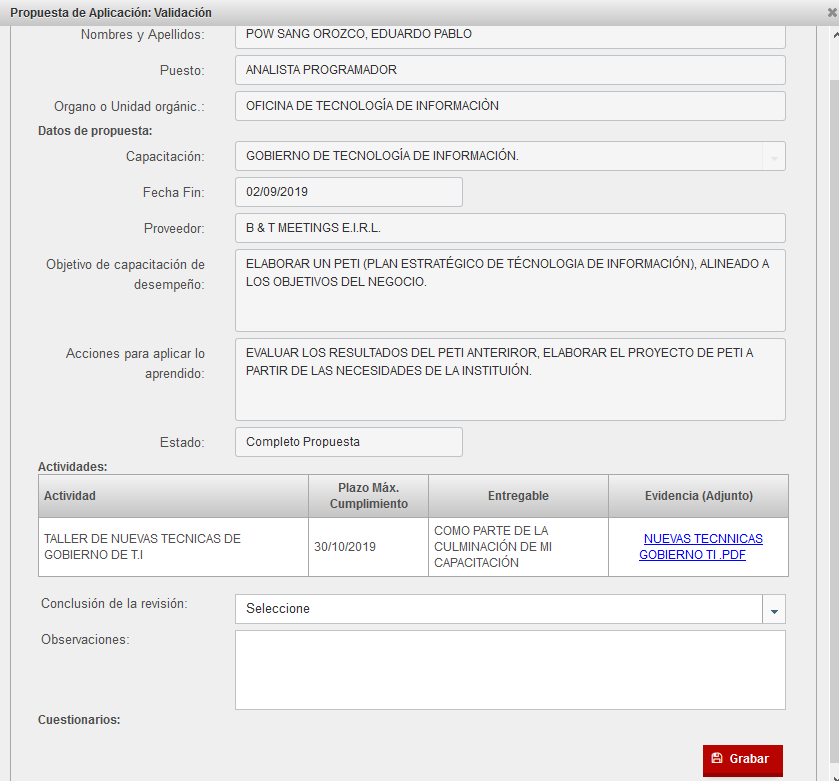 Propuesta de Aplicación: Validación
Nombres y Apellidos: POW SANG OROZCO, EDUARDO PABLO
Puesto: ANALISTA PROGRAMADOR
Organo o Unidad orgánic.: OFICINA DE TECNOLOGÍA DE INFORMACIÒN
Datos de propuesta:
Capacitación: GOBIERNO DE TECNOLOGÍA DE INFORMACIÓN.
Fecha Fin: 02/09/2019
Proveedor: B & T MEETINGS E.I.R.L.
Objetivo de capacitación de
desempeño:
ELABORAR UN PETI (PLAN ESTRATÉGICO DE TÉCNOLOGIA DE INFORMACIÓN), ALINEADO A
LOS OBJETIVOS DEL NEGOCIO.
Acciones para aplicar lo
aprendido:
EVALUAR LOS RESULTADOS DEL PETI ANTERIROR, ELABORAR EL PROYECTO DE PETI A
PARTIR DE LAS NECESIDADES DE LA INSTITUIÓN.
Estado: Completo Propuesta
Actividades:
Actividad
Plazo Máx.
Cumplimiento
Entregable
Evidencia (Adjunto)
TALLER DE NUEVAS TECNICAS DE
GOBIERNO DE T.I
30/10/2019
COMO PARTE DE LA
CULMINACIÓN DE MI
CAPACITACIÓN
NUEVAS TECNNICAS
GOBIERNO TI .PDF
Conclusión de la revisión: Seleccione
Observaciones:
Cuestionarios:
Grabar